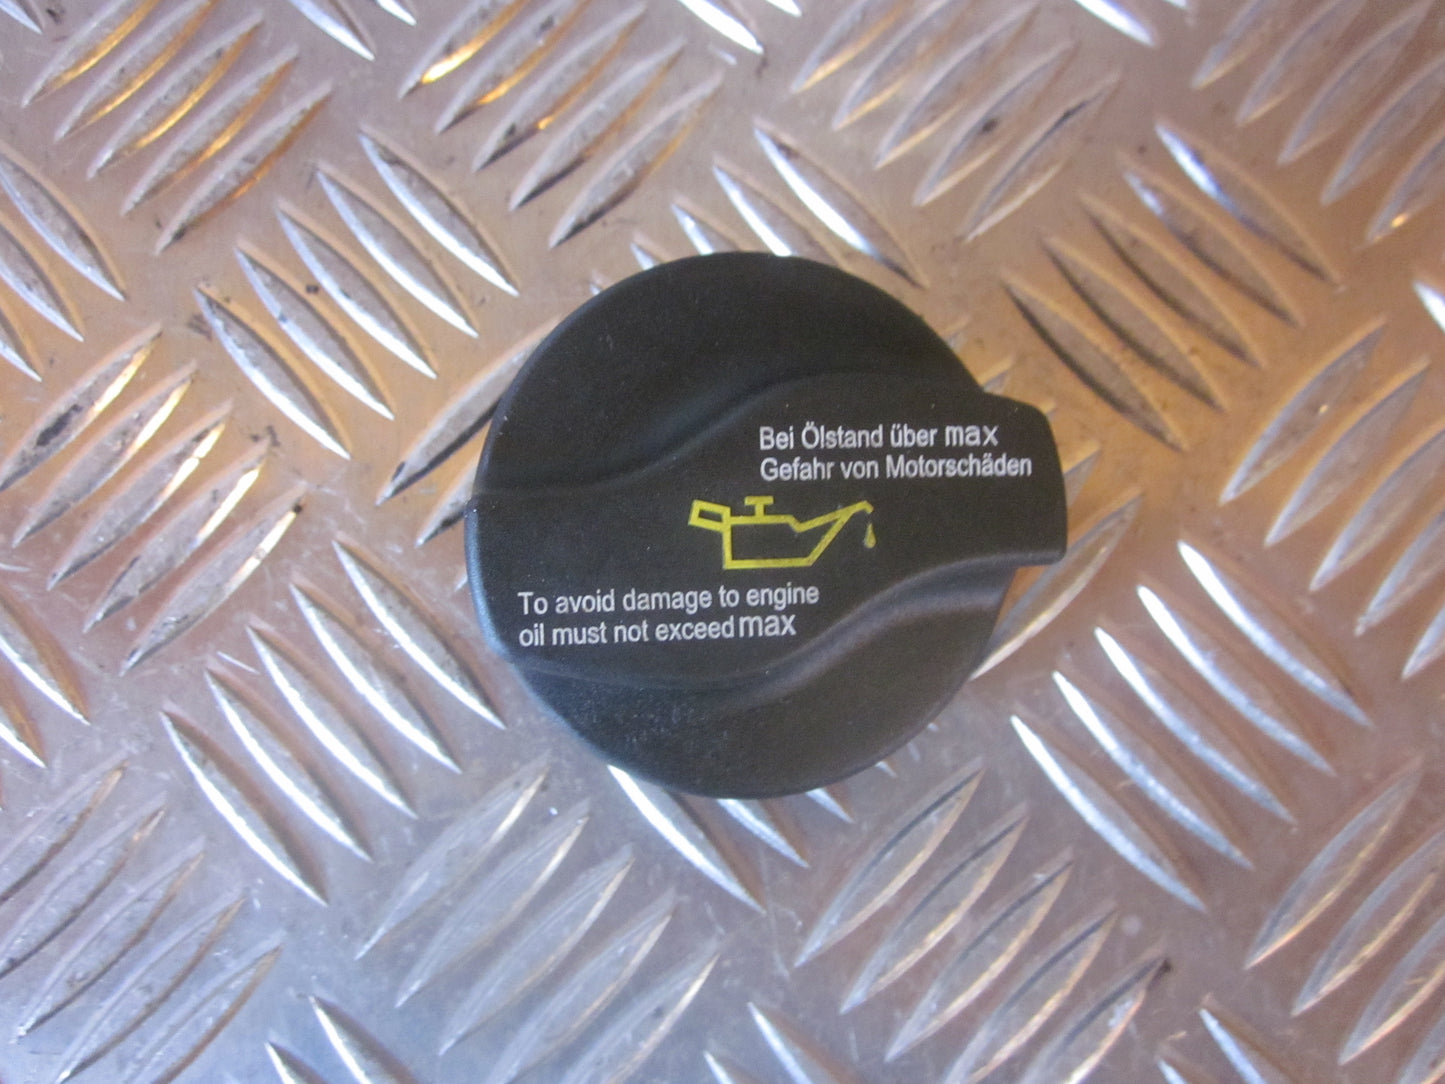 Bei Ölstand über max
Gefahr von Motorschäden
To avoid damage to engine
oil must not exceed max